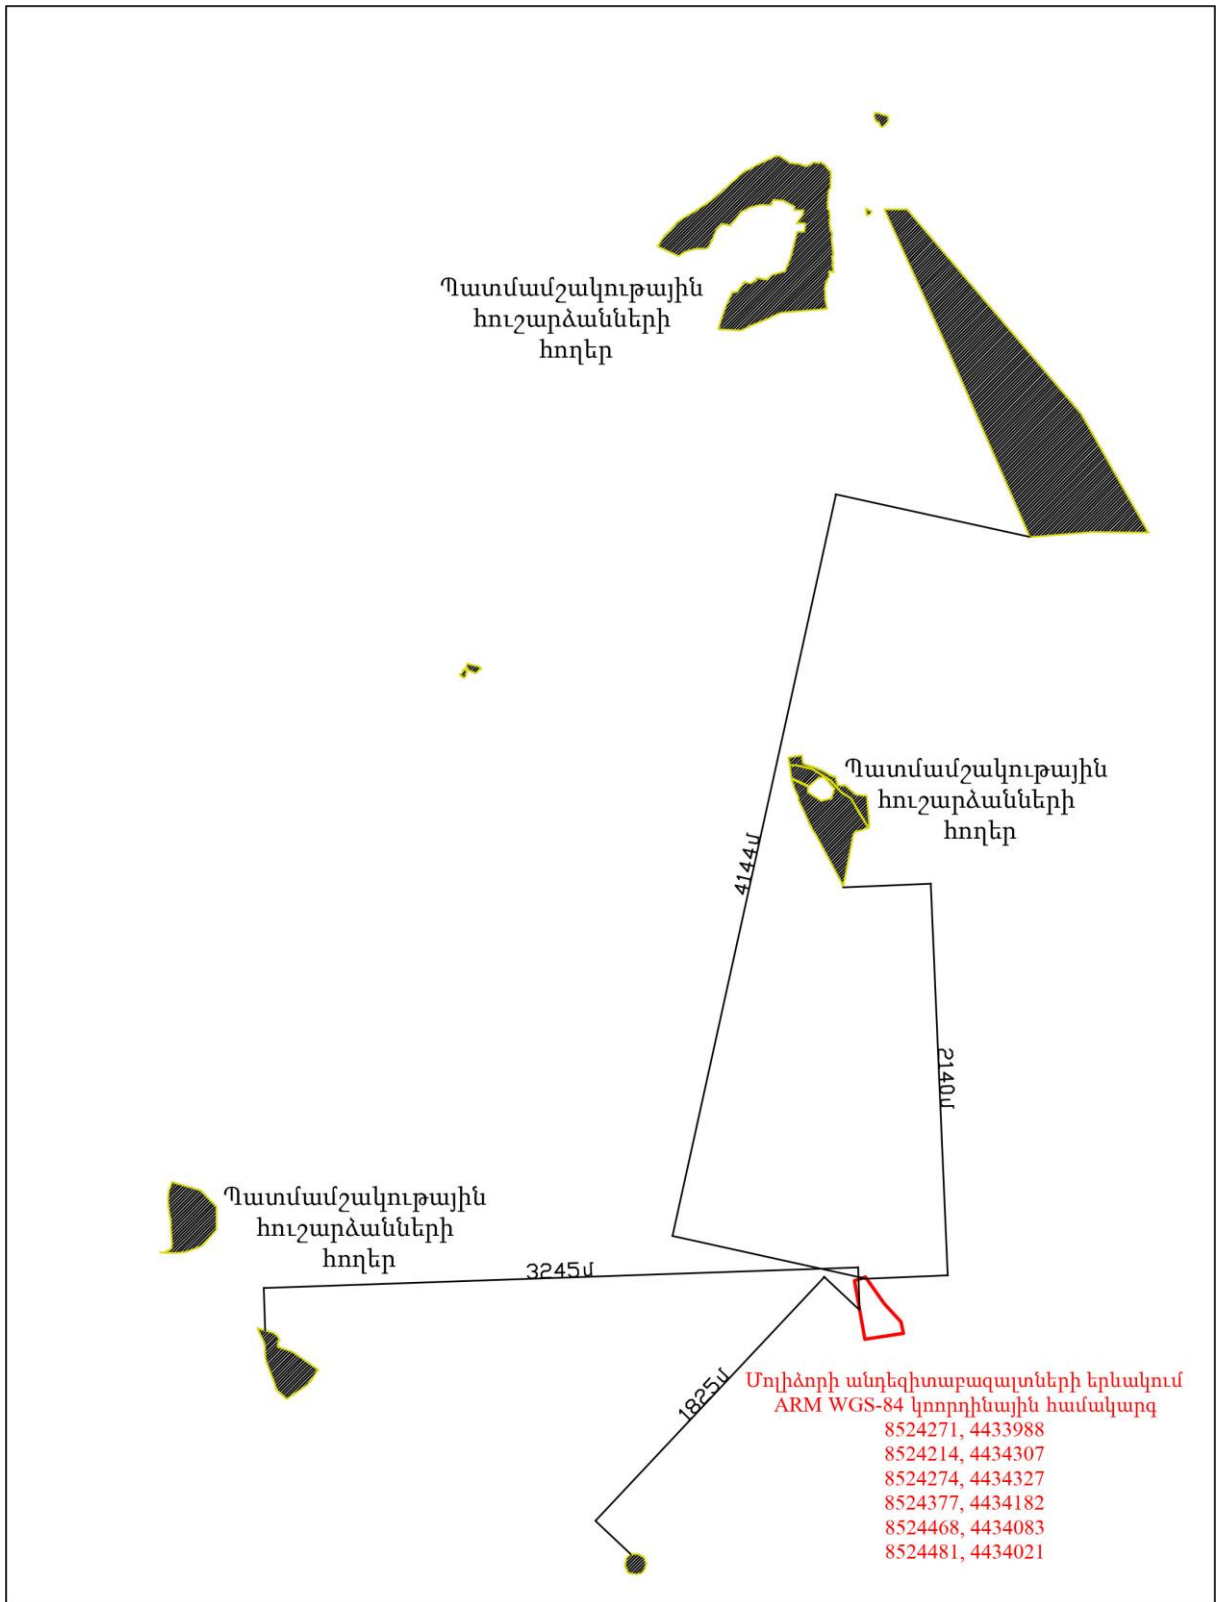 Պատմամշակութային
հուշարձանների
հողեր
Պատմամշակութային
հուշարձանների
հողեր
4144մ
2140մ
Պատմամշակութային
հուշարձանների
հողեր
3245մ
1825մ
Մոլիձորի անդեզիտաբազալտների երևակում
ARM WGS-84 կոորդինային համակարգ
8524271, 4433988
8524214, 4434307
8524274, 4434327
8524377, 4434182
8524468, 4434083
8524481, 4434021